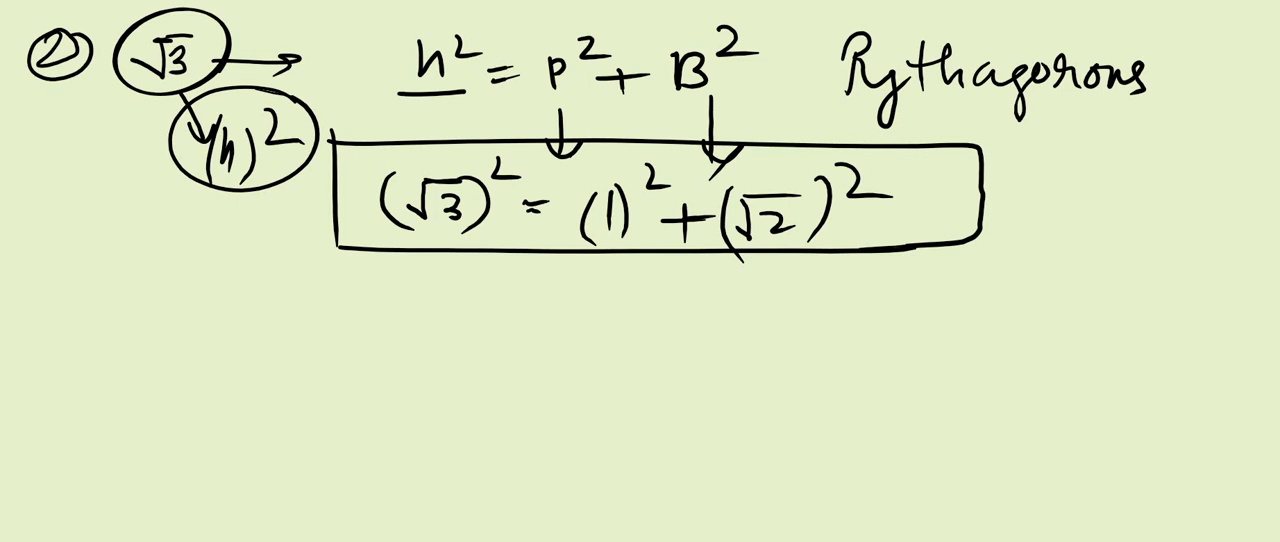 ② √3 → h² = P² + B² Pythagorons
(h)²
(√3)² = (1)² + (√2)²